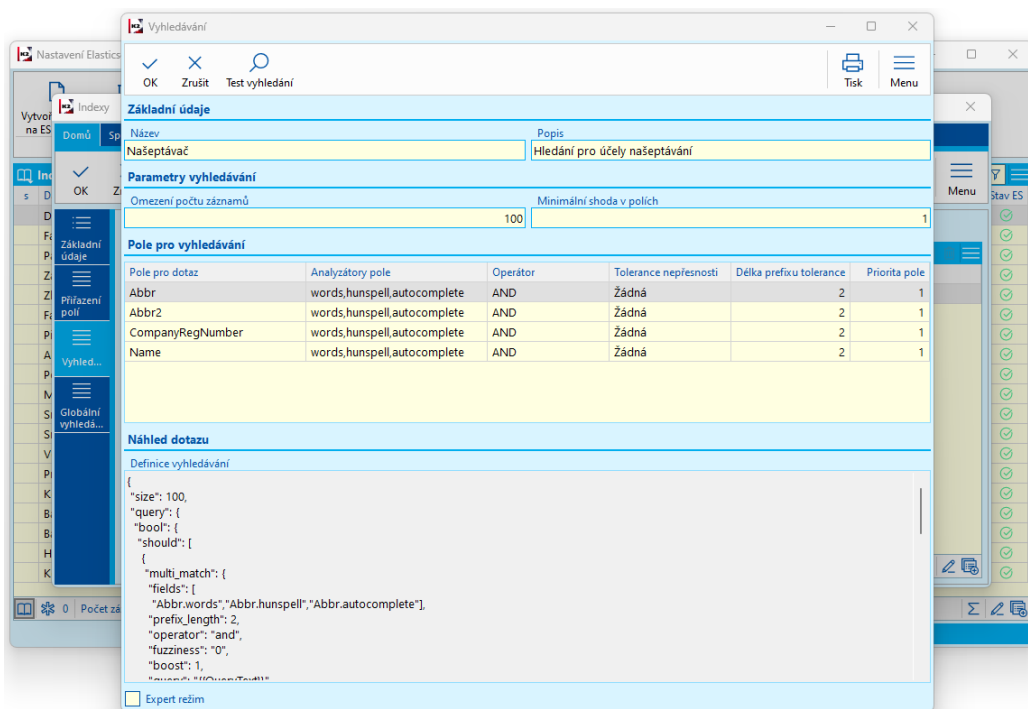 Vyhledávání
Nastavení Elastics
OK Zrušit Test vyhledání Tisk Menu
Indexy
na ES
Domů
Základní údaje
Název Popis
Našeptávač Hledání pro účely našeptávání
OK Menu
Parametry vyhledávání
Omezení počtu záznamů Minimální shoda v polích
100 1
s Stav ES
Základní
údaje
Přiřazení
polí
Vyhled...
Globální
vyhledá...
Pole pro vyhledávání
Pole pro dotaz Analyzátory pole Operátor Tolerance nepřesnosti Délka prefixu tolerance Priorita pole
Abbr words,hunspell,autocomplete AND Žádná 2 1
Abbr2 words,hunspell,autocomplete AND Žádná 2 1
CompanyRegNumber words,hunspell,autocomplete AND Žádná 2 1
Name words,hunspell,autocomplete AND Žádná 2 1
Náhled dotazu
Definice vyhledávání
{
"size": 100,
"query": {
"bool": {
"should": [
{
"multi_match": {
"fields": [
"Abbr.words","Abbr.hunspell","Abbr.autocomplete"],
"prefix_length": 2,
"operator": "and",
"fuzziness": "0",
"boost": 1,
"query": "{{QueryText}}"
0 Počet zá
Expert režim